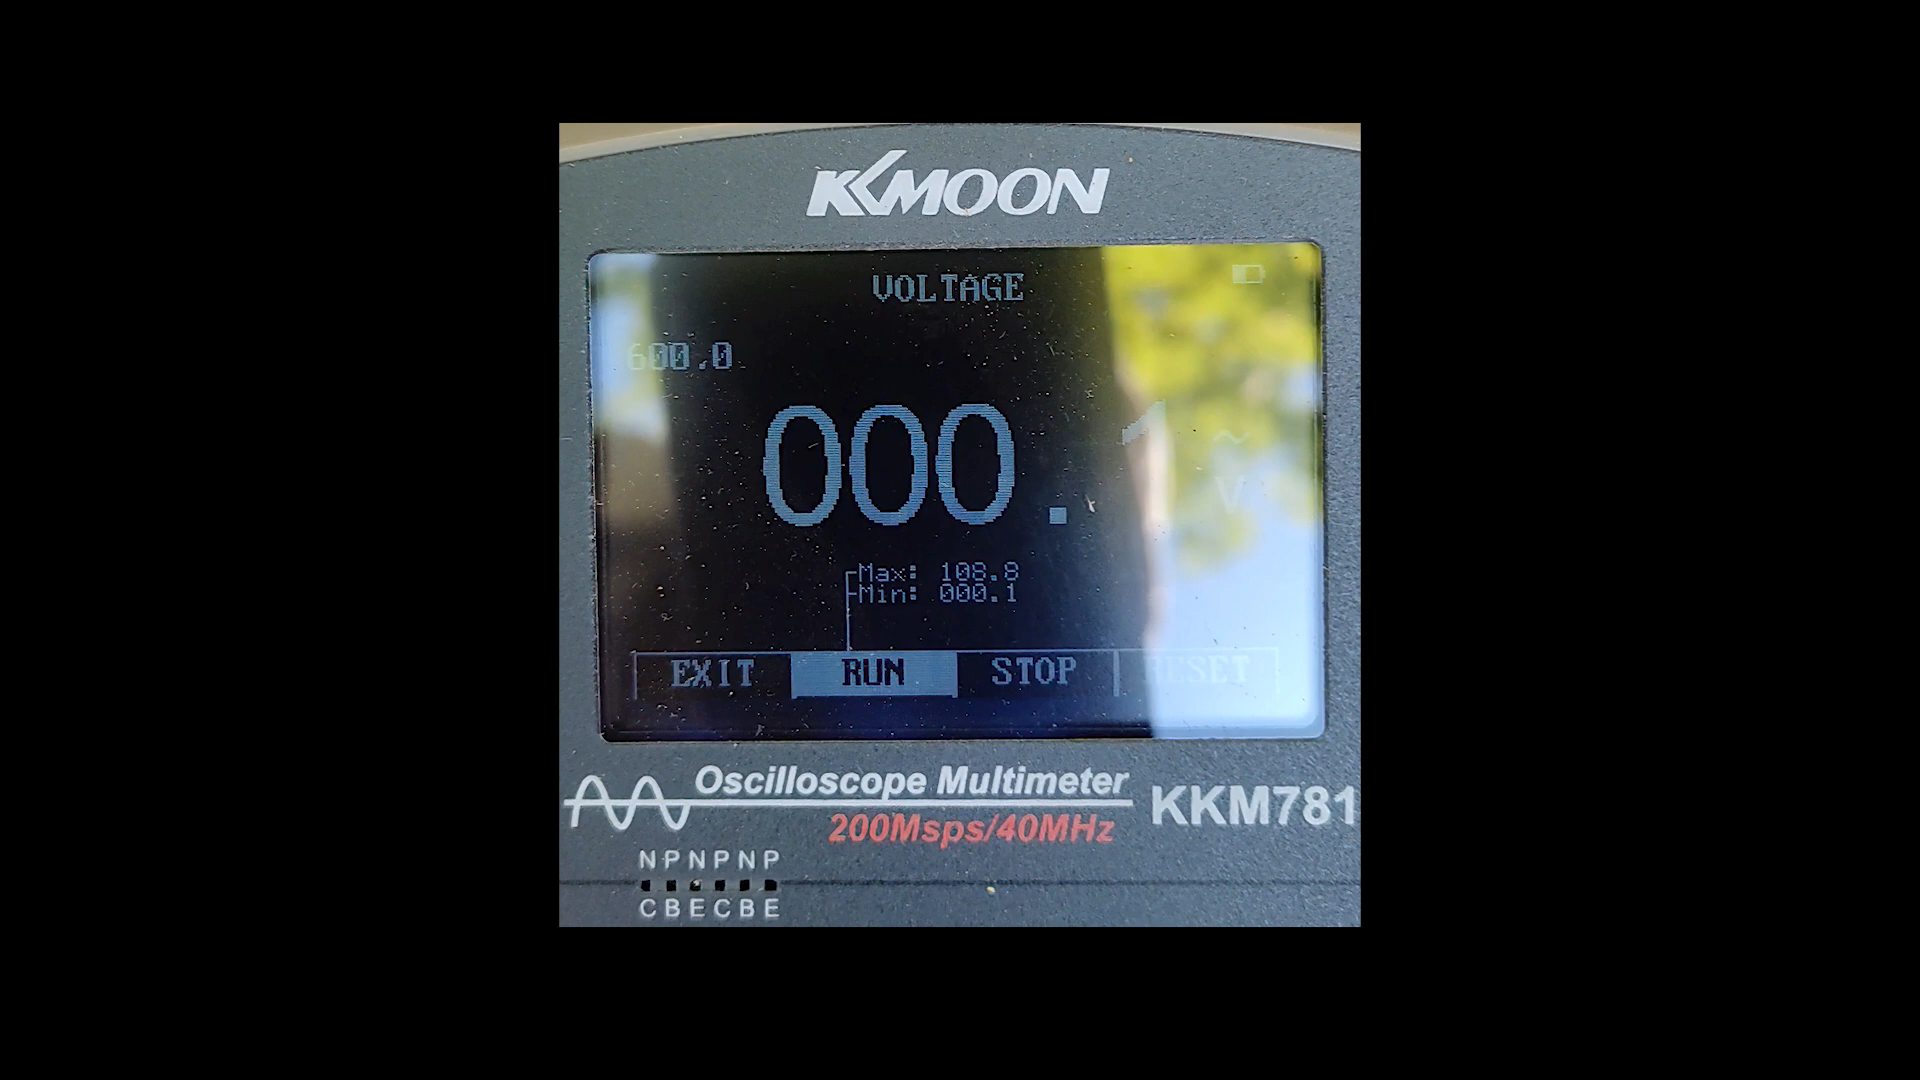 KKMOON
VOLTAGE
600.0
000.1 ~
V
Max: 108.8
Min: 000.1
EXIT RUN STOP RESET
Oscilloscope Multimeter
200Msps/40MHz
KKM781
NPNPNP
CBECBE